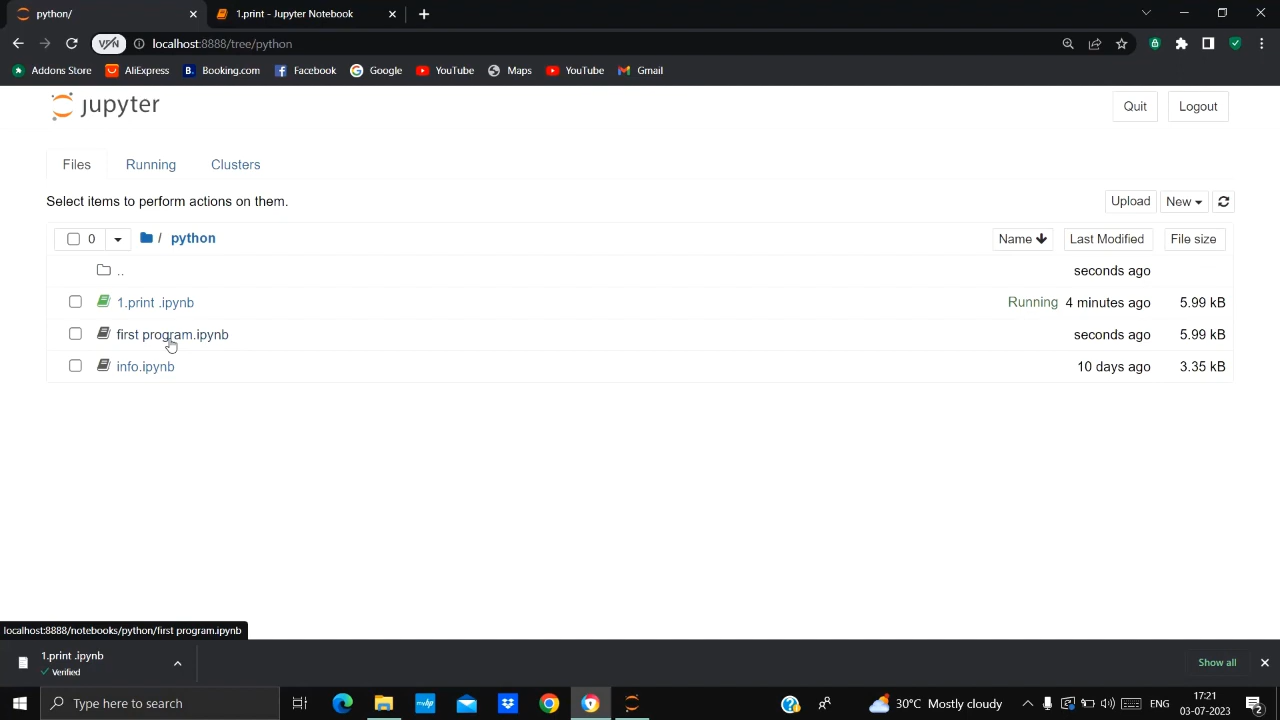 python/
1.print - Jupyter Notebook
VPN
localhost:8888/tree/python
Addons Store
AliExpress
B. Booking.com
Facebook
Google
YouTube
Maps
YouTube
Gmail
jupyter
Quit
Logout
Files
Running
Clusters
Select items to perform actions on them.
Upload
New
0
/ python
Name
Last Modified
File size
..
seconds ago
1.print .ipynb
Running 4 minutes ago
5.99 kB
first program.ipynb
seconds ago
5.99 kB
info.ipynb
10 days ago
3.35 kB
localhost:8888/notebooks/python/first program.ipynb
1.print .ipynb
Verified
Show all
Type here to search
30°C Mostly cloudy
ENG
17:21
03-07-2023
2